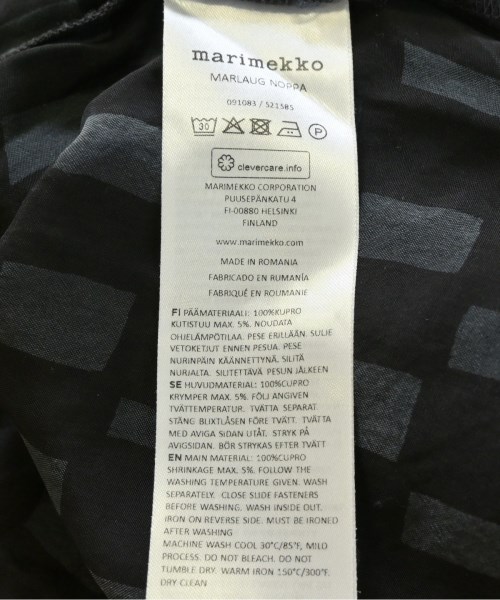 marimekko
MARLAUG NOPPA
091083 / 521585
30
P
clevercare.info
MARIMEKKO CORPORATION
PUUSEPÄNKATU 4
FI-00880 HELSINKI
FINLAND
www.marimekko.com
MADE IN ROMANIA
FABRICADO EN RUMANÍA
FABRIQUÉ EN ROUMANIE
FI PÄÄMATERIAALI: 100%KUPRO
KUTISTUU MAX. 5%. NOUDATA
OHJELÄMPÖTILAA. PESE ERILLÄÄN. SULJE
VETOKETJUT ENNEN PESUA. PESE
NURINPÄIN KÄÄNNETTYNÄ. SILITÄ
NURJALTA. SILITETTÄVÄ PESUN JÄLKEEN
SE HUVUDMATERIAL: 100%CUPRO
KRYMPER MAX. 5%. FÖLJ ANGIVEN
TVÄTTEMPERATUR. TVÄTTA SEPARAT.
STÄNG BLIXTLÅSEN FÖRE TVÄTT. TVÄTTA
MED AVIGA SIDAN UTÅT. STRYK PÅ
AVIGSIDAN. BÖR STRYKAS EFTER TVÄTT
EN MAIN MATERIAL: 100%CUPRO
SHRINKAGE MAX. 5%. FOLLOW THE
WASHING TEMPERATURE GIVEN. WASH
SEPARATELY. CLOSE SLIDE FASTENERS
BEFORE WASHING. WASH INSIDE OUT.
IRON ON REVERSE SIDE. MUST BE IRONED
AFTER WASHING
MACHINE WASH COOL 30°C/85°F, MILD
PROCESS. DO NOT BLEACH. DO NOT
TUMBLE DRY. WARM IRON 150°C/300°F.
DRY CLEAN